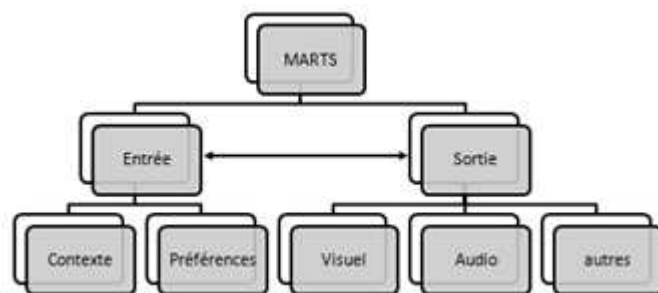 MARTS
Entrée
Sortie
Contexte
Préférences
Visuel
Audio
autres